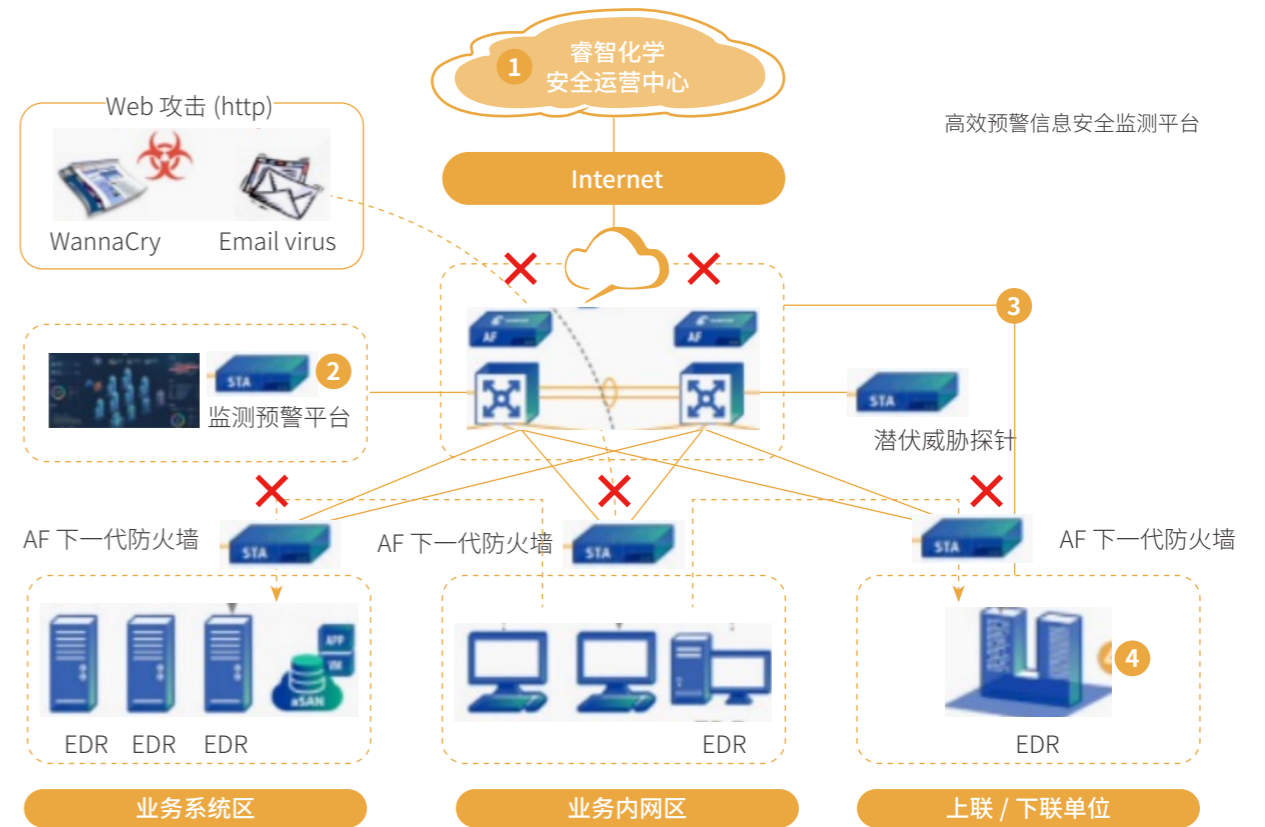 睿智化学
1
安全运营中心
Web 攻击 (http)
高效预警信息安全监测平台
Internet
WannaCry
Email virus
3
AF
AF
STA
2
监测预警平台
STA
潜伏威胁探针
AF 下一代防火墙
STA
AF 下一代防火墙
STA
STA
AF 下一代防火墙
APP
VM
aSAN
4
EDR
EDR
EDR
EDR
EDR
业务系统区
业务内网区
上联 / 下联单位